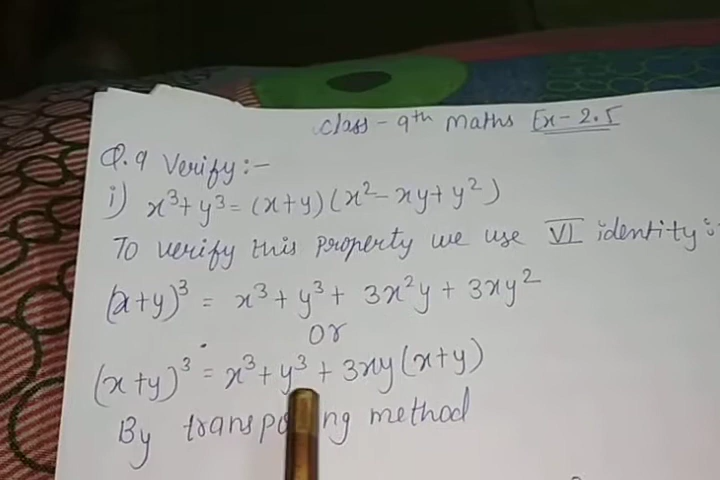 Class - 9th Maths Ex - 2.5
Q.9 Verify :-
i) x³ + y³ = (x+y)(x² - xy + y²)
To verify this property we use VI identity :
(x+y)³ = x³ + y³ + 3x²y + 3xy²
or
(x+y)³ = x³ + y³ + 3xy(x+y)
By method